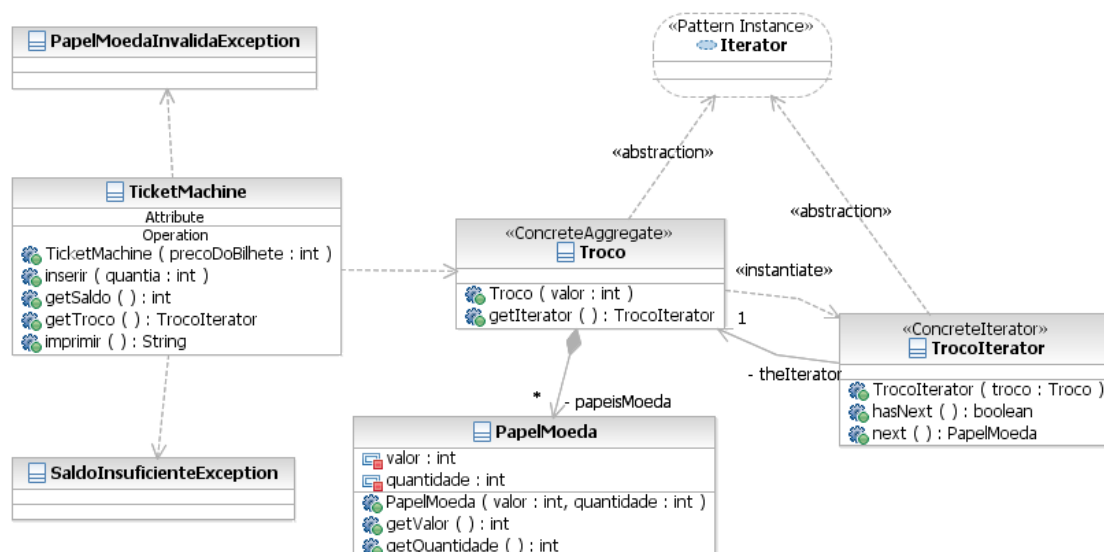 PapelMoedaInvalidaException
«Pattern Instance»
Iterator
«abstraction»
«abstraction»
TicketMachine
Attribute
Operation
TicketMachine ( precoDoBilhete : int )
inserir ( quantia : int )
getSaldo ( ) : int
getTroco ( ) : TrocoIterator
imprimir ( ) : String
«ConcreteAggregate»
Troco
Troco ( valor : int )
getIterator ( ) : TrocoIterator
«instantiate»
1
- theIterator
«ConcreteIterator»
TrocoIterator
TrocoIterator ( troco : Troco )
hasNext ( ) : boolean
next ( ) : PapelMoeda
*
- papeisMoeda
PapelMoeda
valor : int
quantidade : int
PapelMoeda ( valor : int, quantidade : int )
getValor ( ) : int
getQuantidade ( ) : int
SaldoInsuficienteException